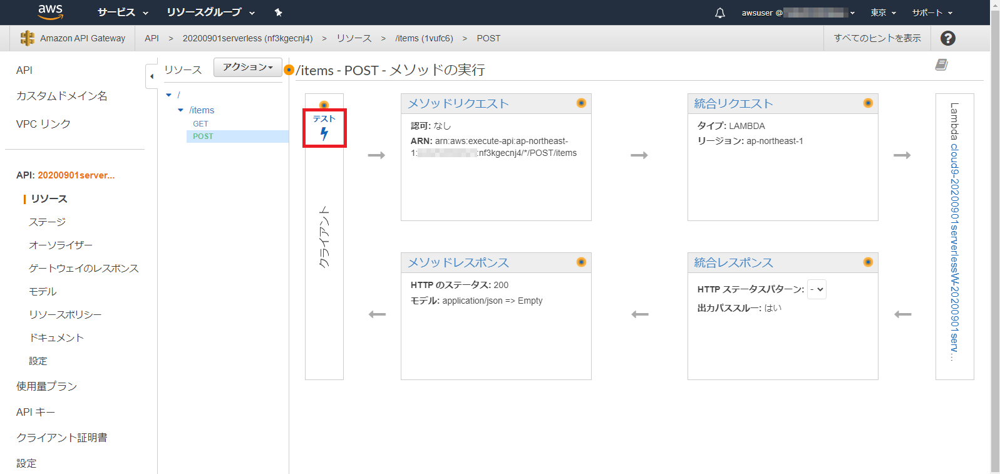 aws サービス リソースグループ awsuser @ 東京 サポート
Amazon API Gateway API > 20200901serverless (nf3kgecnj4) > リソース > /items (1vufc6) > POST すべてのヒントを表示 ?
API
カスタムドメイン名
VPC リンク
API: 20200901server...
リソース
ステージ
オーソライザー
ゲートウェイのレスポンス
モデル
リソースポリシー
ドキュメント
設定
使用量プラン
API キー
クライアント証明書
設定
リソース アクション
/
/items
GET
POST
/items - POST - メソッドの実行
テスト
クライアント
メソッドリクエスト
認可: なし
ARN: arn:aws:execute-api:ap-northeast-
1: :nf3kgecnj4/*/POST/items
統合リクエスト
タイプ: LAMBDA
リージョン: ap-northeast-1
Lambda cloud9-20200901serverlessW-20200901serv...
メソッドレスポンス
HTTP のステータス: 200
モデル: application/json => Empty
統合レスポンス
HTTP ステータスパターン: -
出力パススルー: はい